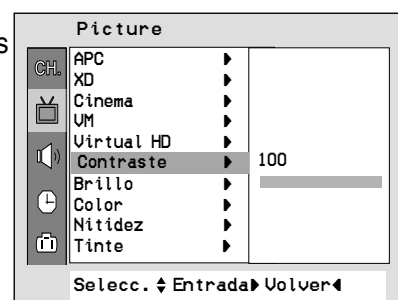 s
Picture
CH.
APC
XD
Cinema
VM
Virtual HD
Contraste 100
Brillo
Color
Nitidez
Tinte
Selecc. Entrada Volver